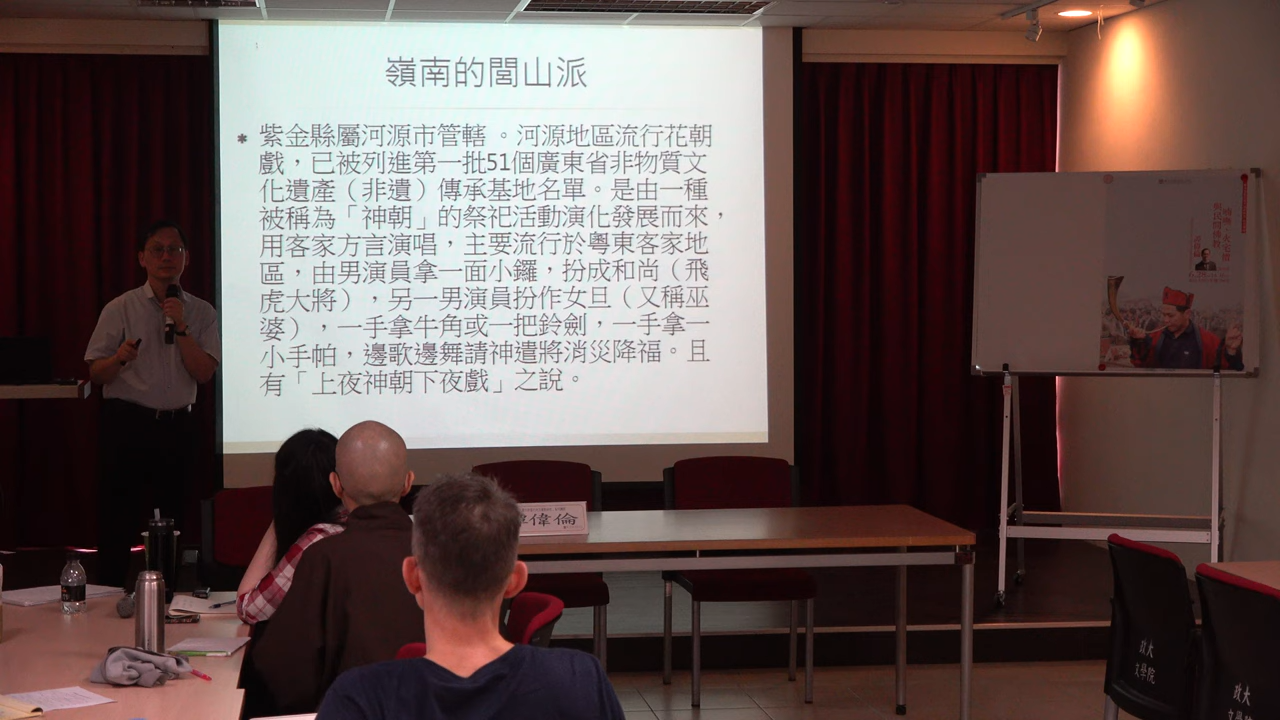 嶺南的閭山派
* 紫金縣屬河源市管轄 。河源地區流行花朝
戲，已被列進第一批51個廣東省非物質文
化遺產（非遺）傳承基地名單。是由一種
被稱為「神朝」的祭祀活動演化發展而來，
用客家方言演唱，主要流行於粵東客家地
區，由男演員拿一面小鑼，扮成和尚（飛
虎大將），另一男演員扮作女旦（又稱巫
婆），一手拿牛角或一把鈴劍，一手拿一
小手帕，邊歌邊舞請神遣將消災降福。且
有「上夜神朝下夜戲」之說。
偉倫
政大
文學院
政大